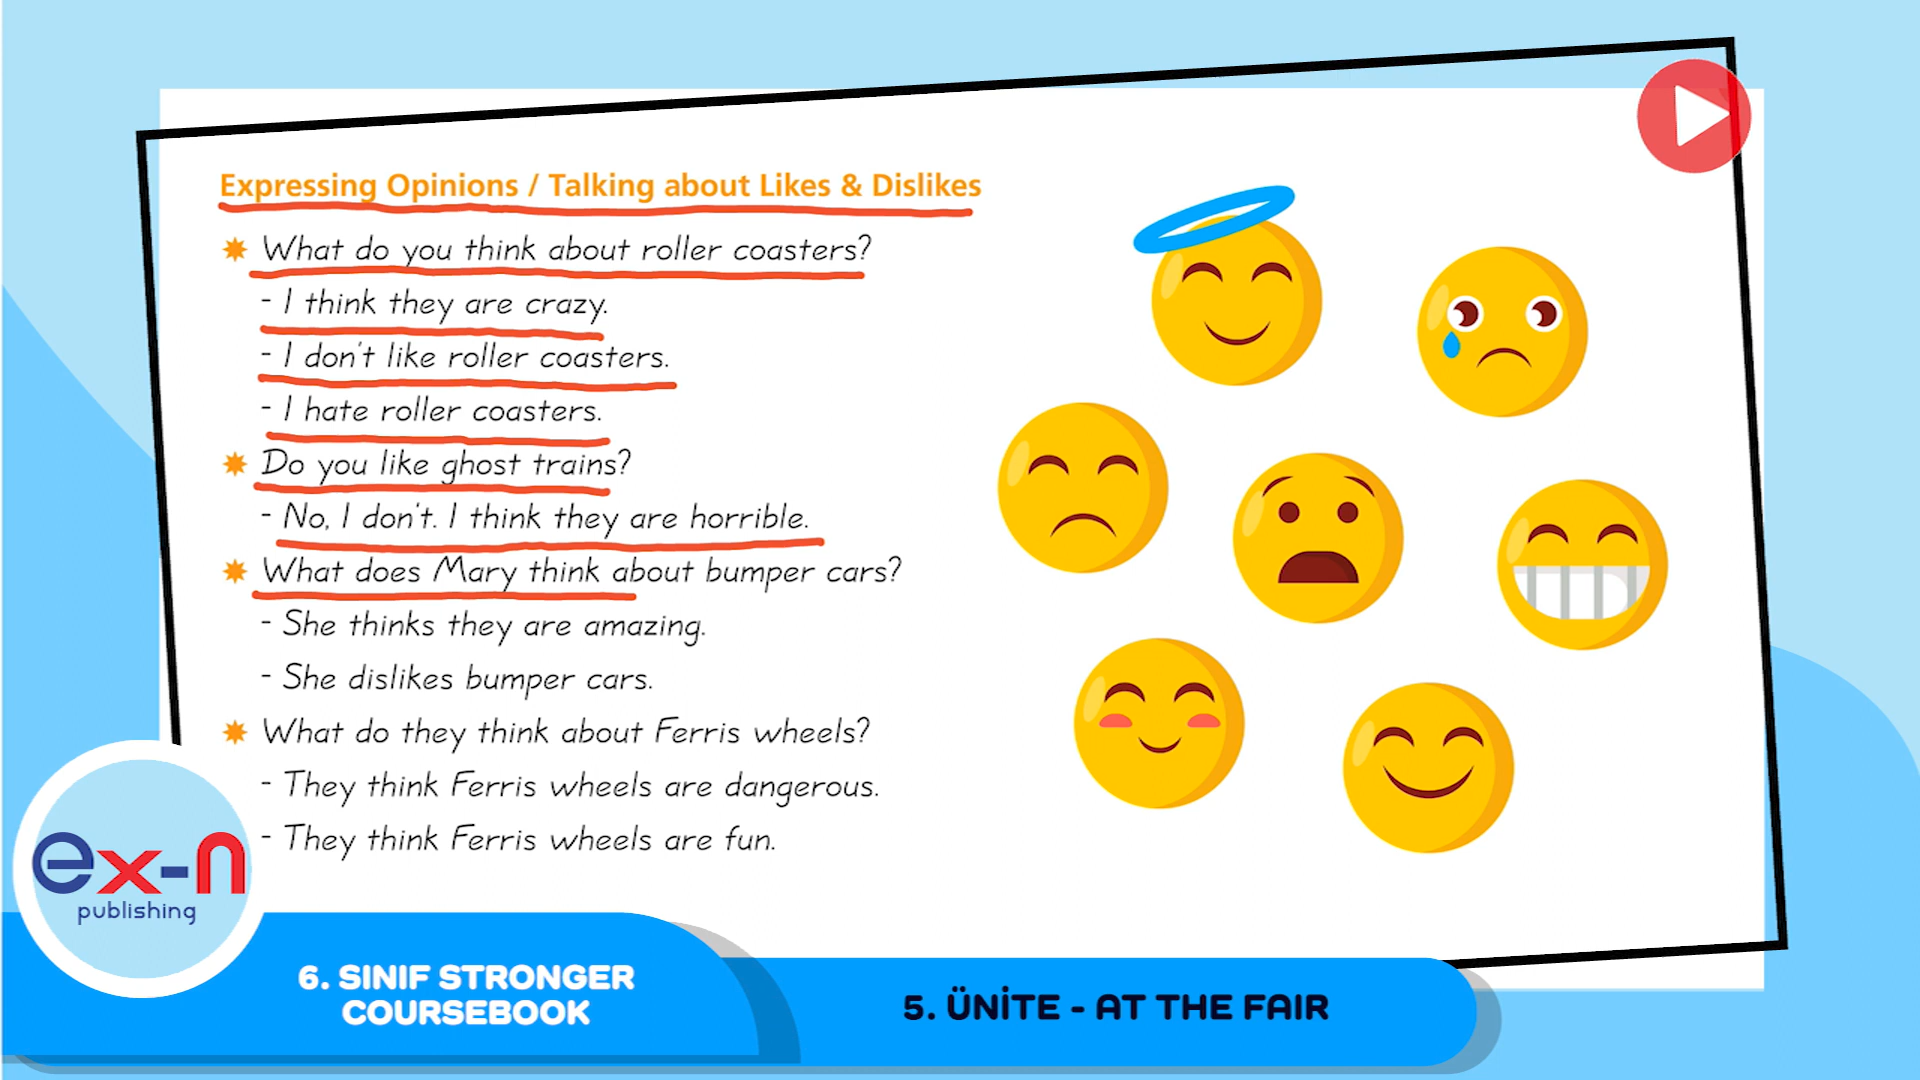 Expressing Opinions / Talking about Likes & Dislikes
What do you think about roller coasters?
- I think they are crazy.
- I don't like roller coasters.
- I hate roller coasters.
Do you like ghost trains?
- No, I don't. I think they are horrible.
What does Mary think about bumper cars?
- She thinks they are amazing.
- She dislikes bumper cars.
What do they think about Ferris wheels?
- They think Ferris wheels are dangerous.
- They think Ferris wheels are fun.
ex-n
publishing
6. SINIF STRONGER
COURSEBOOK
5. ÜNİTE - AT THE FAIR